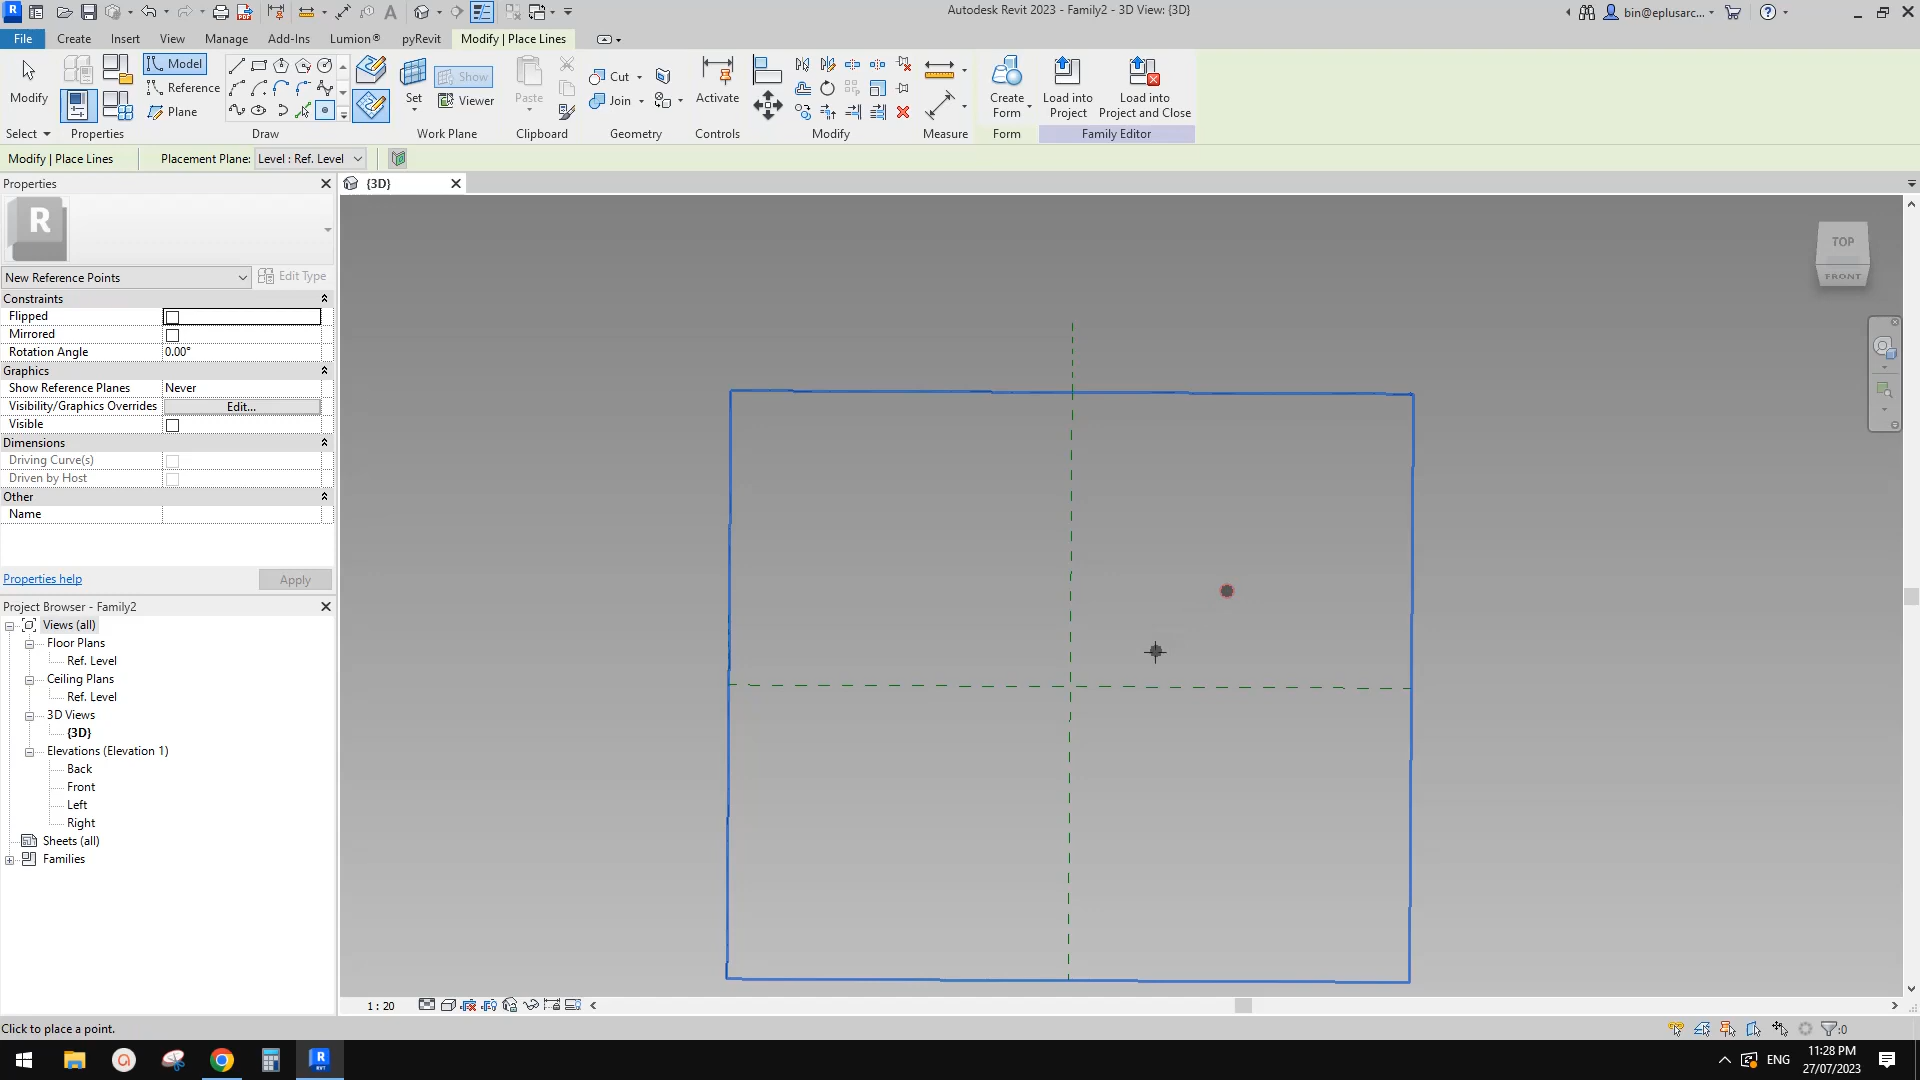 Autodesk Revit 2023 - Family2 - 3D View: {3D}
bin@eplusarc...
File Create Insert View Manage Add-Ins Lumion® pyRevit Modify | Place Lines
Modify
Model
Reference
Plane
Set
Show
Viewer
Paste
Cut
Join
Activate
Create Form
Load into Project
Load into Project and Close
Select Properties Draw Work Plane Clipboard Geometry Controls Modify Measure Form Family Editor
Modify | Place Lines Placement Plane: Level : Ref. Level
Properties
{3D}
R
New Reference Points
Edit Type
Constraints
Flipped
Mirrored
Rotation Angle 0.00°
Graphics
Show Reference Planes Never
Visibility/Graphics Overrides Edit...
Visible
Dimensions
Driving Curve(s)
Driven by Host
Other
Name
Properties help
Apply
TOP
FRONT
Project Browser - Family2
Views (all)
Floor Plans
Ref. Level
Ceiling Plans
Ref. Level
3D Views
{3D}
Elevations (Elevation 1)
Back
Front
Left
Right
Sheets (all)
Families
1 : 20
Click to place a point.
:0
ENG
11:28 PM
27/07/2023